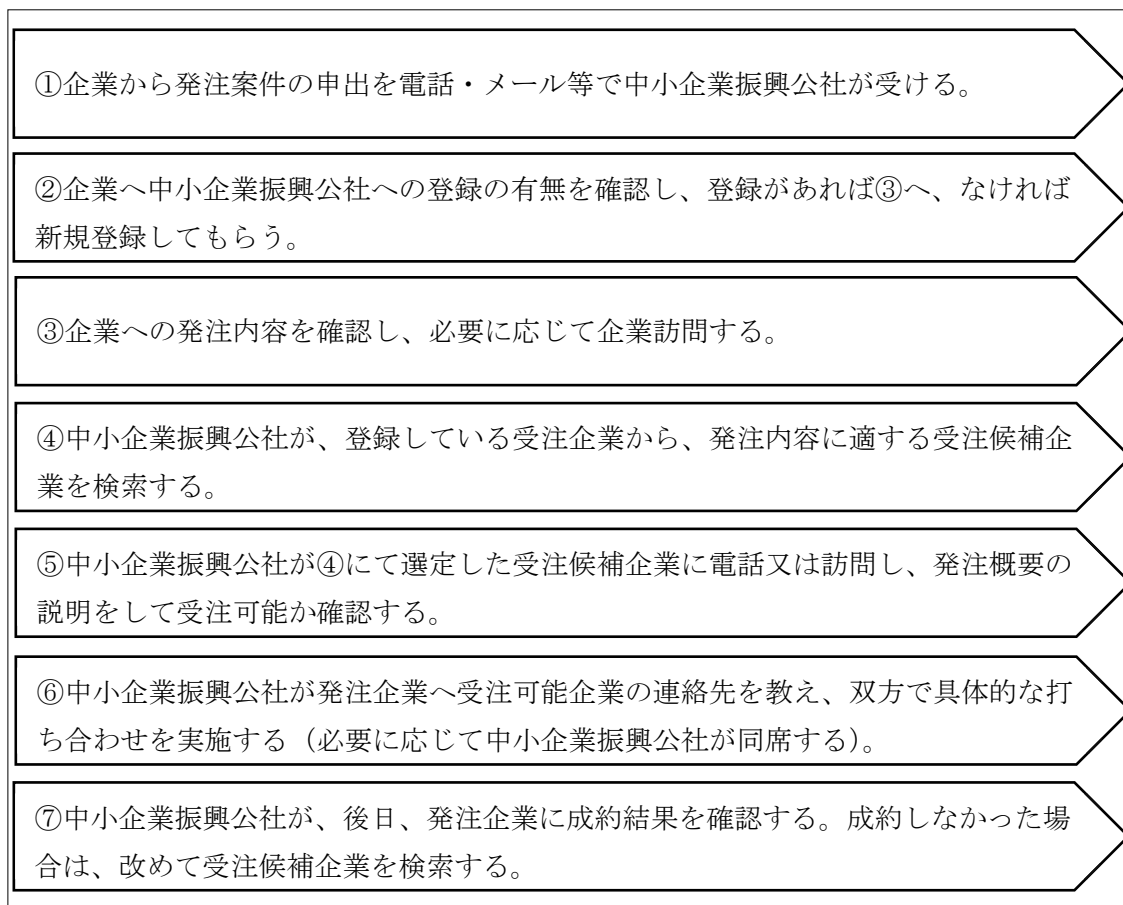 ①企業から発注案件の申出を電話・メール等で中小企業振興公社が受ける。
②企業へ中小企業振興公社への登録の有無を確認し、登録があれば③へ、なければ
新規登録してもらう。
③企業への発注内容を確認し、必要に応じて企業訪問する。
④中小企業振興公社が、登録している受注企業から、発注内容に適する受注候補企
業を検索する。
⑤中小企業振興公社が④にて選定した受注候補企業に電話又は訪問し、発注概要の
説明をして受注可能か確認する。
⑥中小企業振興公社が発注企業へ受注可能企業の連絡先を教え、双方で具体的な打
ち合わせを実施する（必要に応じて中小企業振興公社が同席する）。
⑦中小企業振興公社が、後日、発注企業に成約結果を確認する。成約しなかった場
合は、改めて受注候補企業を検索する。